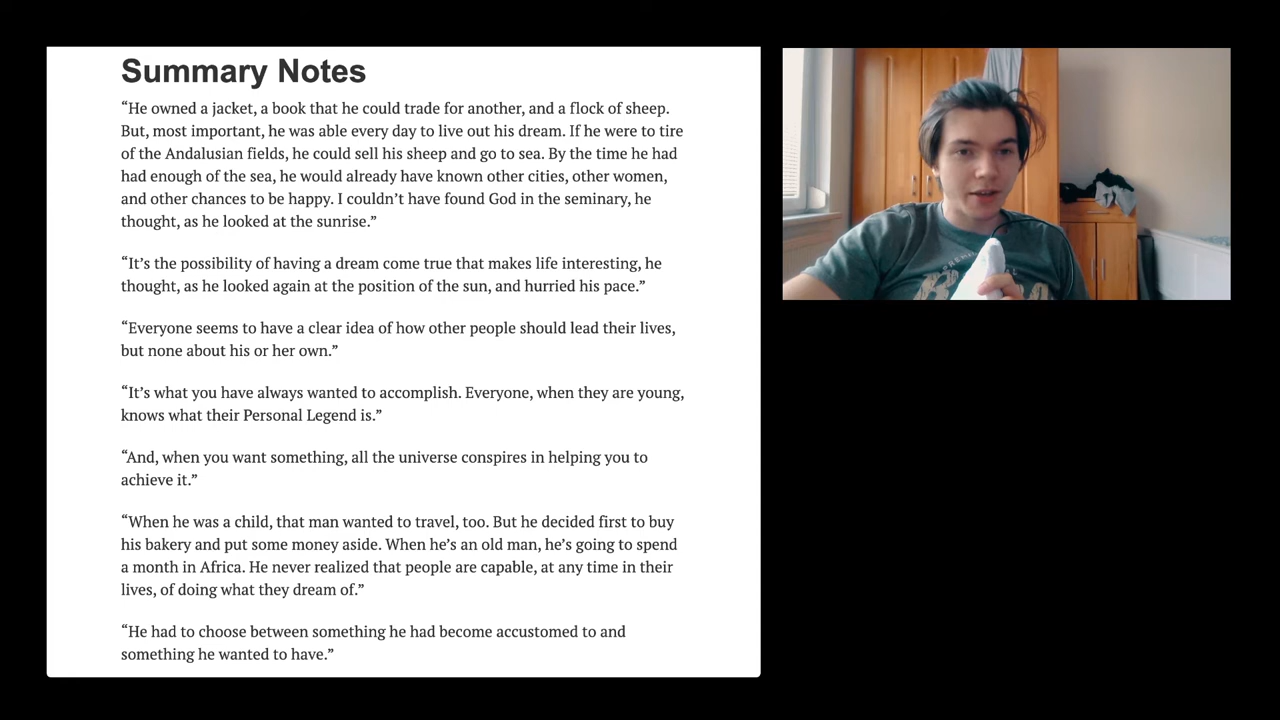 Summary Notes
“He owned a jacket, a book that he could trade for another, and a flock of sheep.
But, most important, he was able every day to live out his dream. If he were to tire
of the Andalusian fields, he could sell his sheep and go to sea. By the time he had
had enough of the sea, he would already have known other cities, other women,
and other chances to be happy. I couldn’t have found God in the seminary, he
thought, as he looked at the sunrise.”
“It’s the possibility of having a dream come true that makes life interesting, he
thought, as he looked again at the position of the sun, and hurried his pace.”
“Everyone seems to have a clear idea of how other people should lead their lives,
but none about his or her own.”
“It’s what you have always wanted to accomplish. Everyone, when they are young,
knows what their Personal Legend is.”
“And, when you want something, all the universe conspires in helping you to
achieve it.”
“When he was a child, that man wanted to travel, too. But he decided first to buy
his bakery and put some money aside. When he’s an old man, he’s going to spend
a month in Africa. He never realized that people are capable, at any time in their
lives, of doing what they dream of.”
“He had to choose between something he had become accustomed to and
something he wanted to have.”